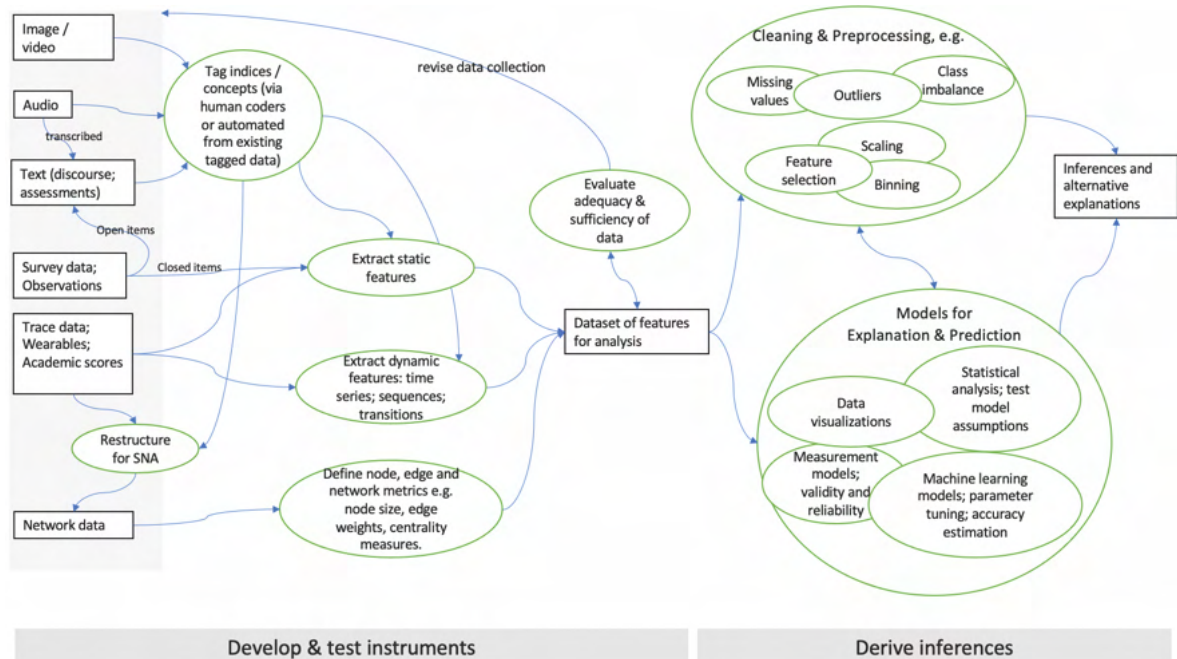 Image /
video
Audio
transcribed
Text (discourse;
assessments)
Open items
Survey data;
Observations
Closed items
Trace data;
Wearables;
Academic scores
Restructure
for SNA
Network data
Tag indices /
concepts (via
human coders
or automated
from existing
tagged data)
Extract static
features
Extract dynamic
features: time
series; sequences;
transitions
Define node, edge and
network metrics e.g.
node size, edge
weights, centrality
measures.
revise data collection
Evaluate
adequacy &
sufficiency of
data
Dataset of features
for analysis
Cleaning & Preprocessing, e.g.
Missing
values
Outliers
Class
imbalance
Scaling
Feature
selection
Binning
Models for
Explanation & Prediction
Statistical
analysis; test
model
assumptions
Data
visualizations
Measurement
models;
validity and
reliability
Machine learning
models; parameter
tuning; accuracy
estimation
Inferences and
alternative
explanations
Develop & test instruments
Derive inferences